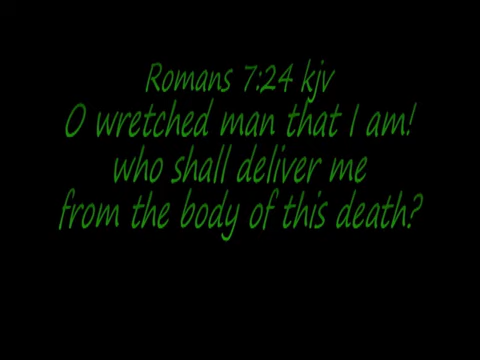 Romans 7:24 kjv
O wretched man that I am!
who shall deliver me
from the body of this death?